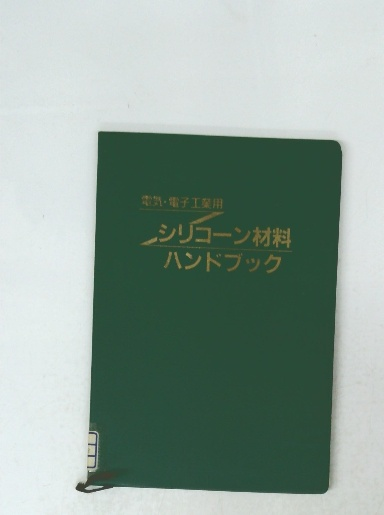 電気・電子工業用
シリコーン材料
ハンドブック